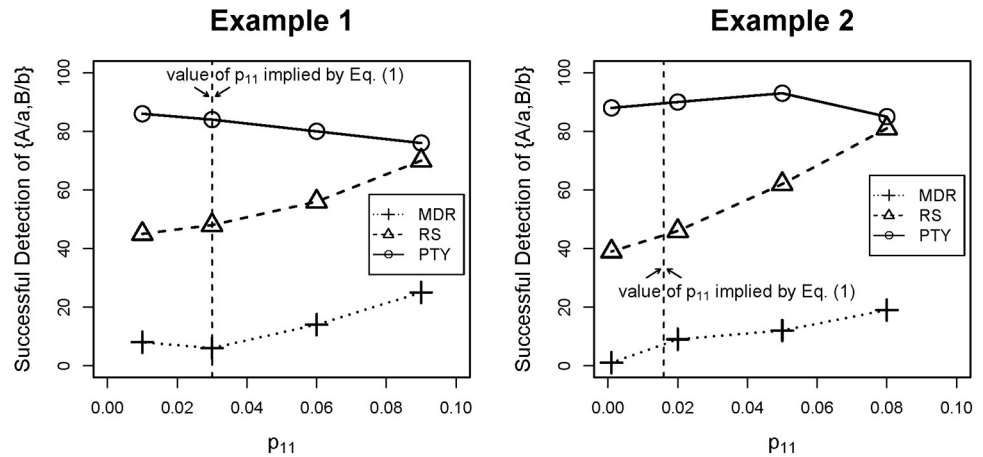 Example 1
Successful Detection of {A/a,B/b}
100
80
60
40
20
0
value of p₁₁ implied by Eq. (1)
MDR
RS
PTY
0.00 0.02 0.04 0.06 0.08 0.10
p₁₁
Example 2
Successful Detection of {A/a,B/b}
100
80
60
40
20
0
MDR
RS
PTY
value of p₁₁ implied by Eq. (1)
0.00 0.02 0.04 0.06 0.08 0.10
p₁₁